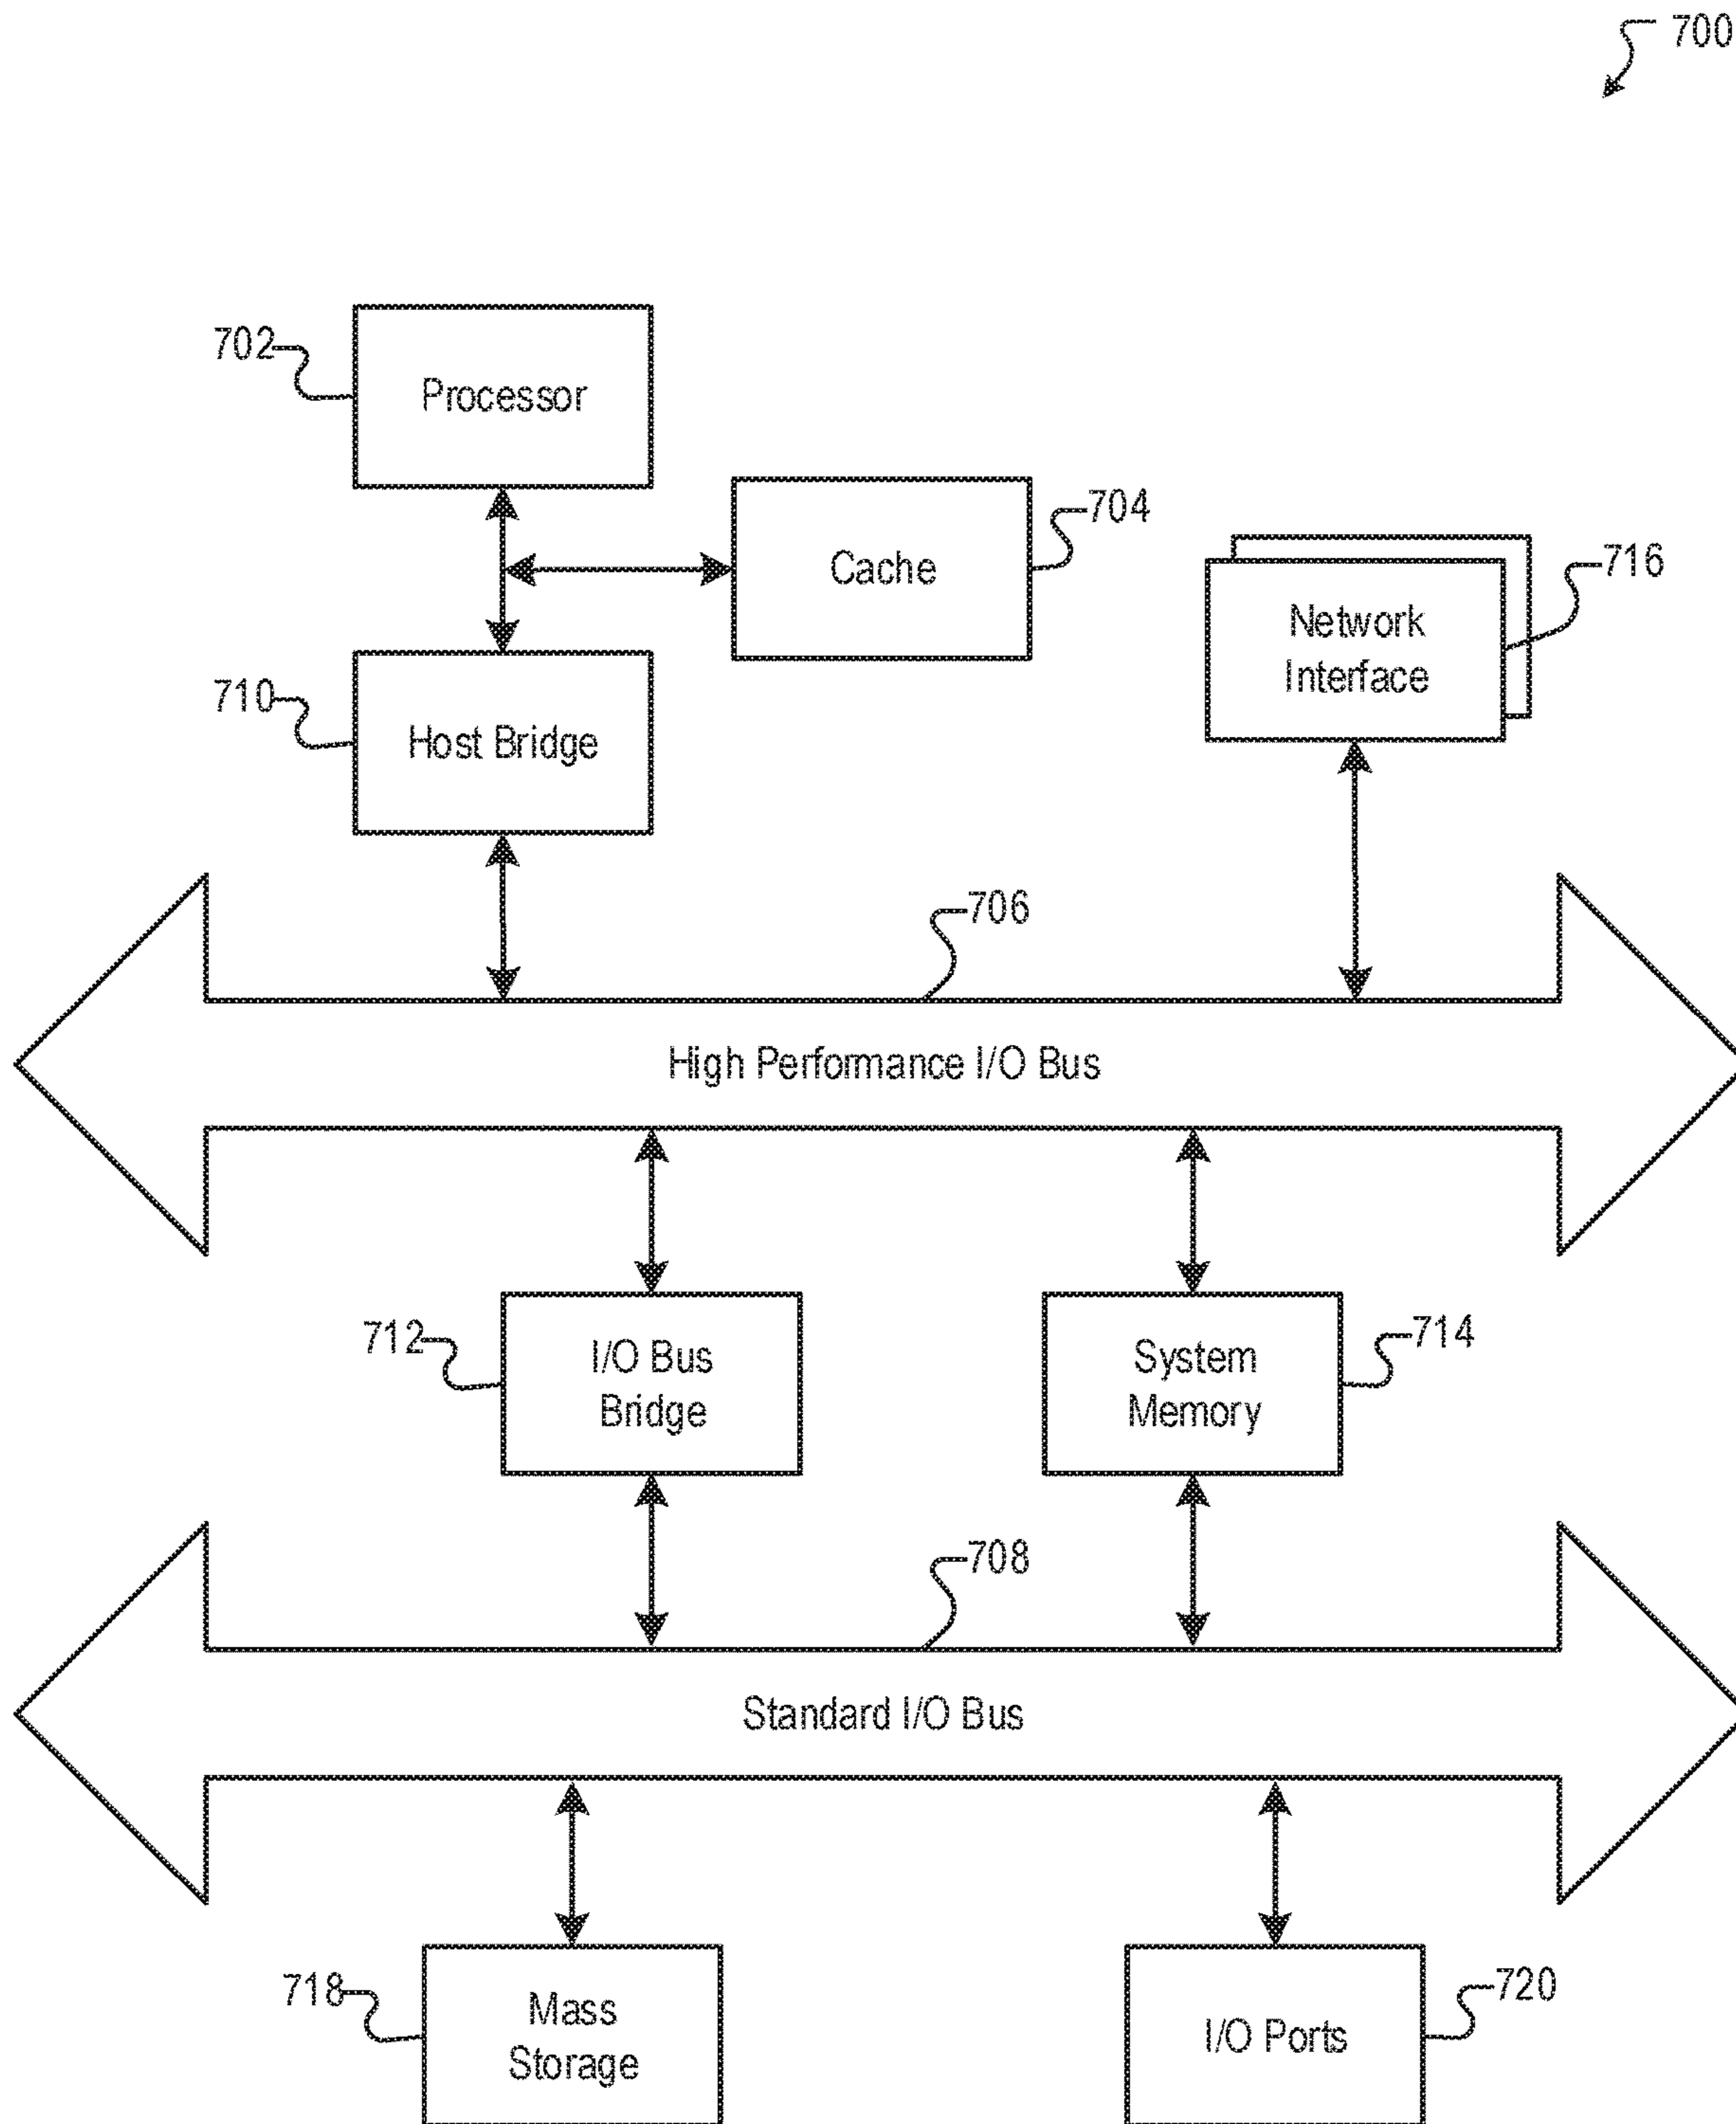 700
702
Processor
704
Cache
716
Network
Interface
710
Host Bridge
706
High Performance I/O Bus
712
I/O Bus
Bridge
714
System
Memory
708
Standard I/O Bus
718
Mass
Storage
720
I/O Ports